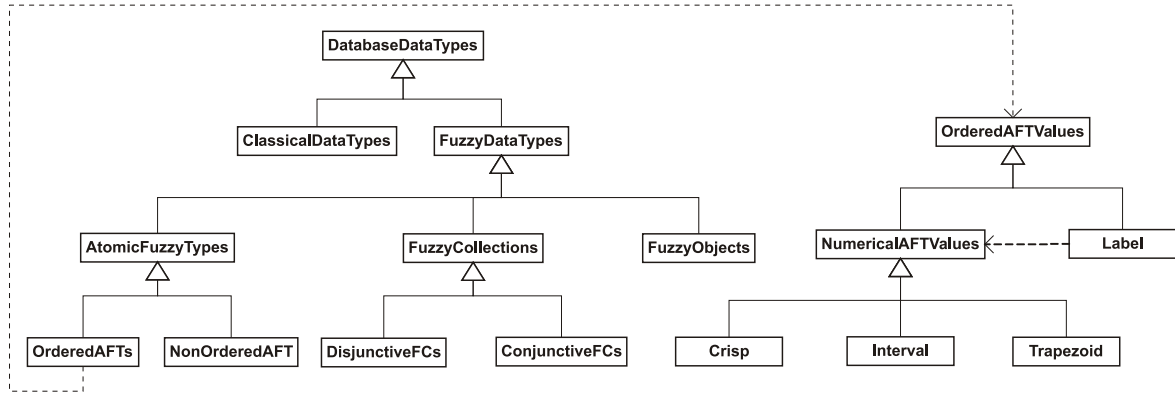 DatabaseDataTypes
ClassicalDataTypes
FuzzyDataTypes
OrderedAFTValues
AtomicFuzzyTypes
FuzzyCollections
FuzzyObjects
NumericalAFTValues
Label
OrderedAFTs
NonOrderedAFT
DisjunctiveFCs
ConjunctiveFCs
Crisp
Interval
Trapezoid